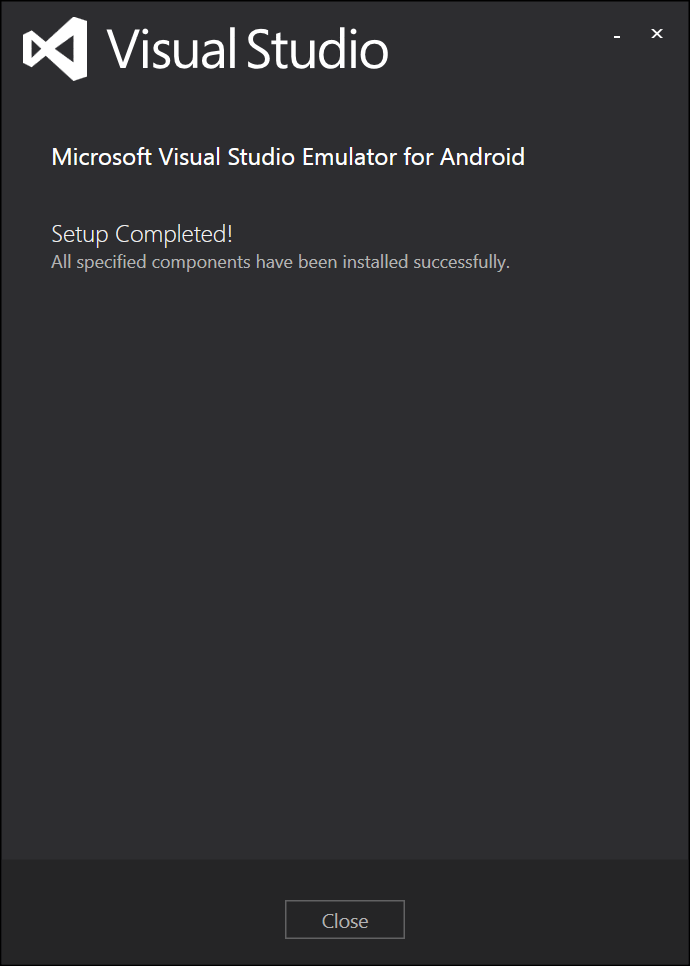 Visual Studio
Microsoft Visual Studio Emulator for Android
Setup Completed!
All specified components have been installed successfully.
Close